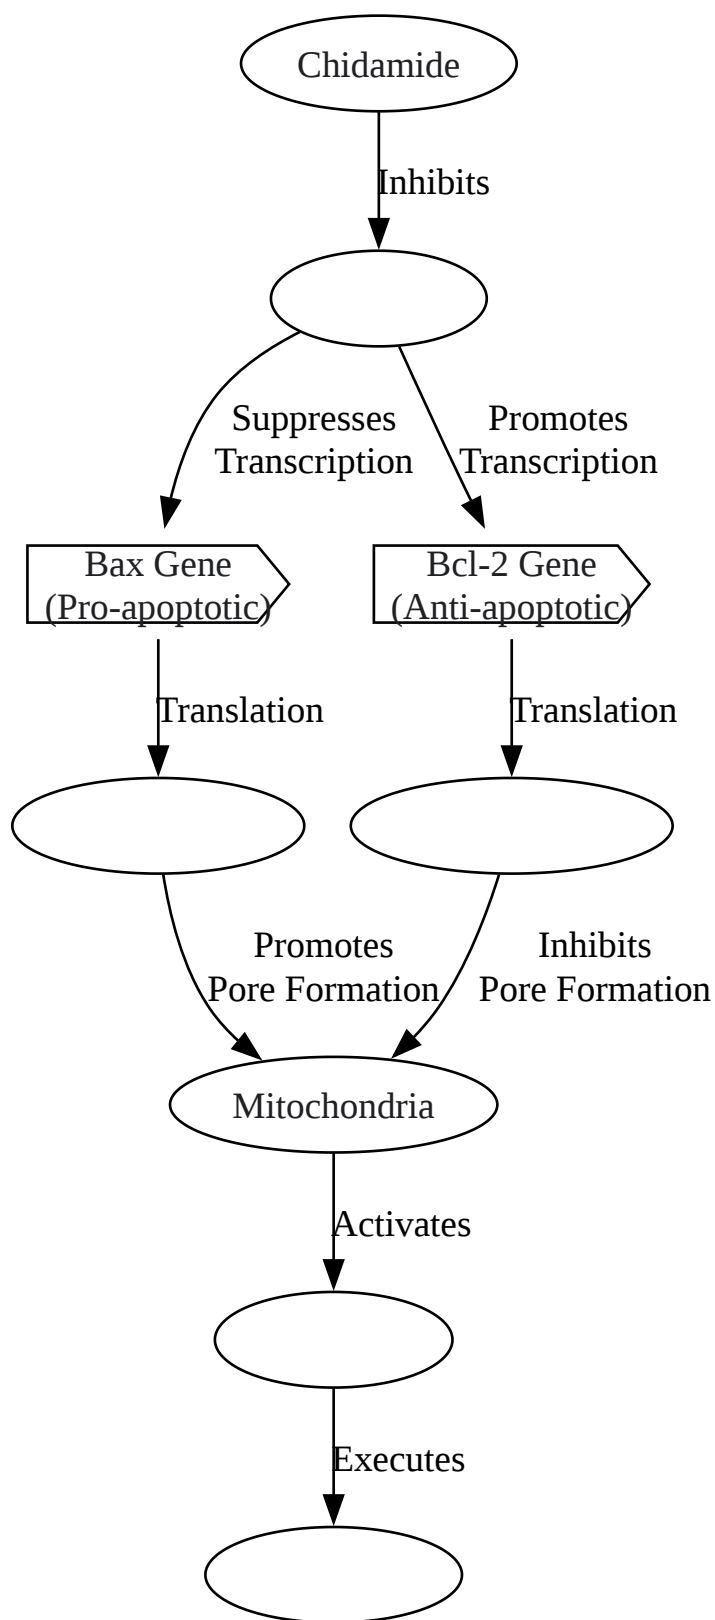 Chidamide
Inhibits
Suppresses
Transcription
Promotes
Transcription
Bax Gene
(Pro-apoptotic)
Bcl-2 Gene
(Anti-apoptotic)
Translation
Translation
Promotes
Pore Formation
Inhibits
Pore Formation
Mitochondria
Activates
Executes